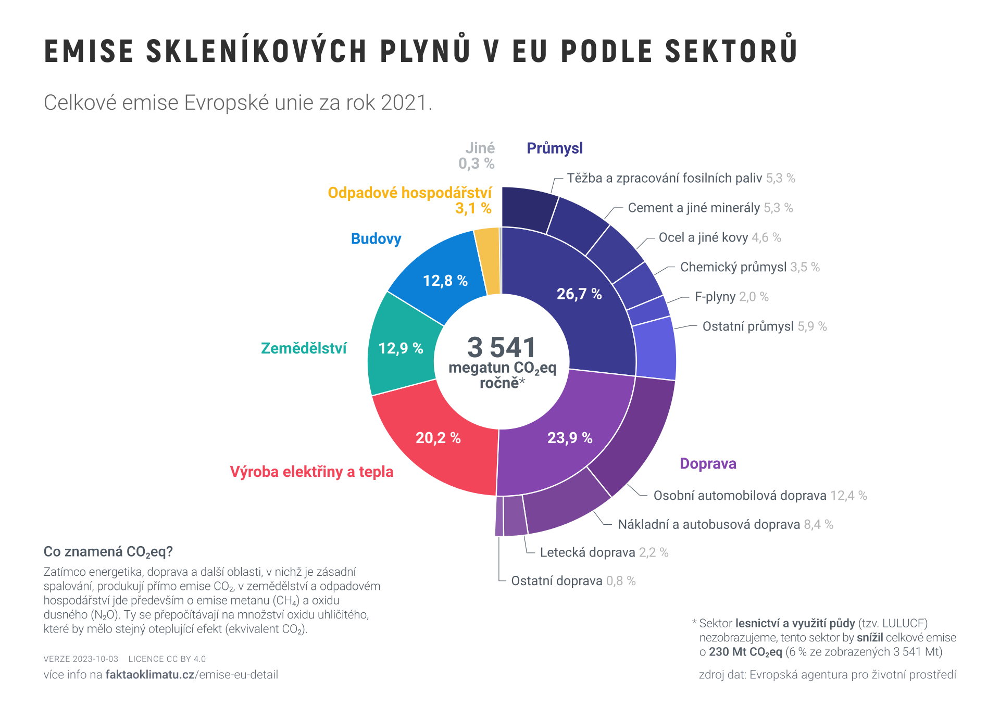 EMISE SKLENÍKOVÝCH PLYNŮ V EU PODLE SEKTORŮ
Celkové emise Evropské unie za rok 2021.
Jiné
0,3 %
Průmysl
Těžba a zpracování fosilních paliv 5,3 %
Odpadové hospodářství
3,1 %
Cement a jiné minerály 5,3 %
Budovy
Ocel a jiné kovy 4,6 %
Chemický průmysl 3,5 %
12,8 %
26,7 %
F-plyny 2,0 %
Ostatní průmysl 5,9 %
Zemědělství
12,9 %
3 541
megatun CO₂eq
ročně*
20,2 %
23,9 %
Výroba elektřiny a tepla
Doprava
Osobní automobilová doprava 12,4 %
Nákladní a autobusová doprava 8,4 %
Letecká doprava 2,2 %
Ostatní doprava 0,8 %
Co znamená CO₂eq?
Zatímco energetika, doprava a další oblasti, v nichž je zásadní
spalování, produkují přímo emise CO₂, v zemědělství a odpadovém
hospodářství jde především o emise metanu (CH₄) a oxidu
dusného (N₂O). Ty se přepočítávají na množství oxidu uhličitého,
které by mělo stejný oteplující efekt (ekvivalent CO₂).
VERZE 2023-10-03 LICENCE CC BY 4.0
více info na faktaoklimatu.cz/emise-eu-detail
* Sektor lesnictví a využití půdy (tzv. LULUCF)
nezobrazujeme, tento sektor by snížil celkové emise
o 230 Mt CO₂eq (6 % ze zobrazených 3 541 Mt)
zdroj dat: Evropská agentura pro životní prostředí